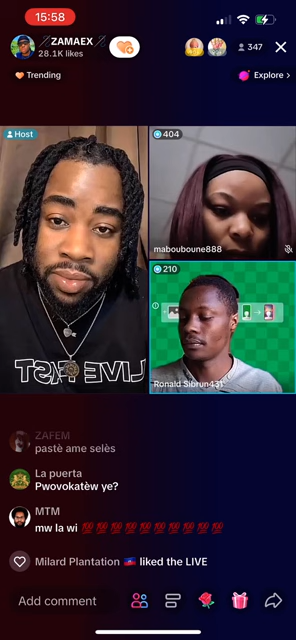 15:58
ZAMAEX
28.1K likes
347
Trending
Explore >
Host
404
mabouboune888
210
Ronald Sibrun431
LIVE FAST
ZAFEM
pastè ame selès
La puerta
Pwovokatèw ye?
MTM
mw la wi 💯💯💯💯💯💯💯💯💯💯
Milard Plantation 🇭🇹 liked the LIVE
Add comment